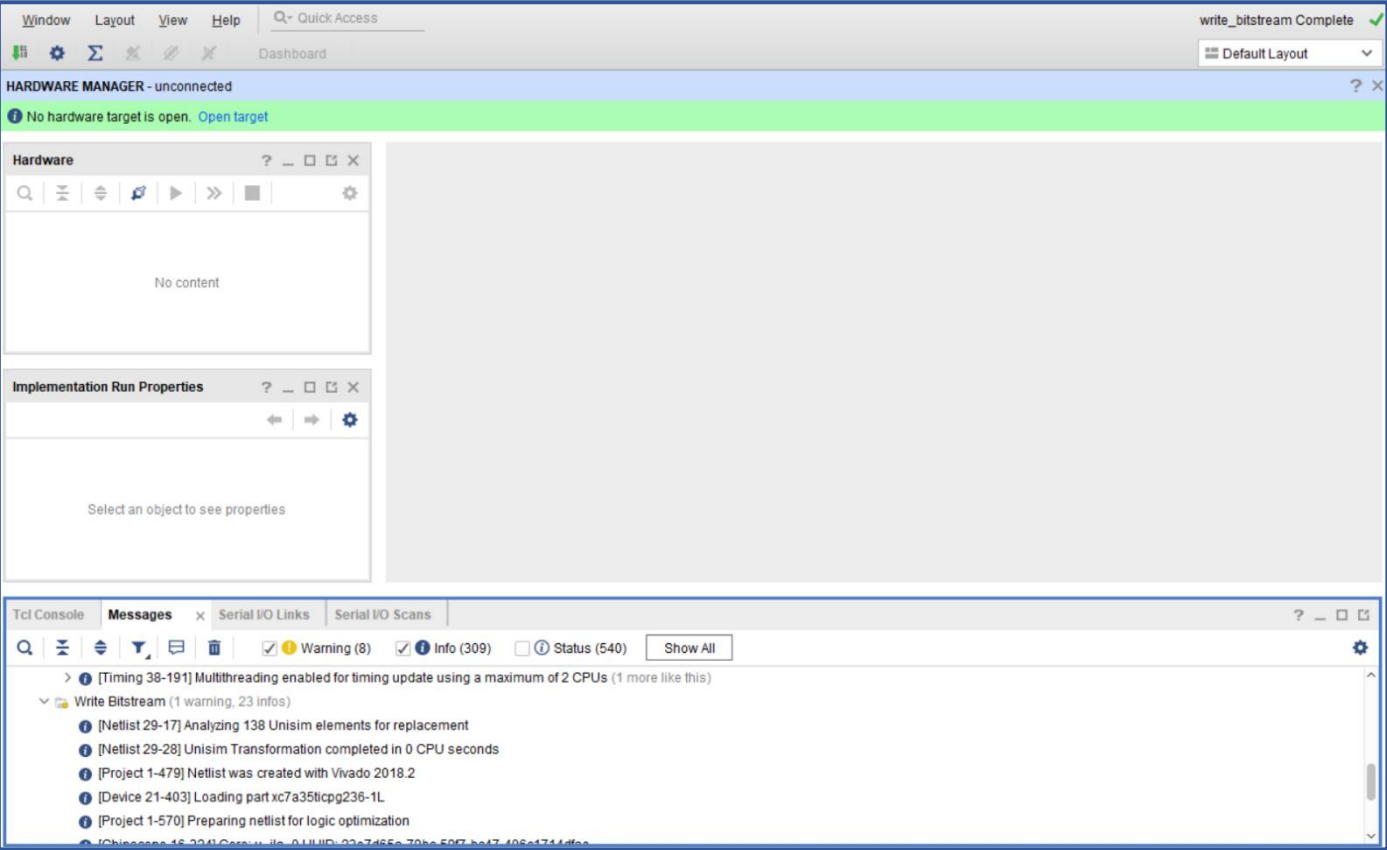 Window Layout View Help Quick Access write_bitstream Complete
Dashboard Default Layout
HARDWARE MANAGER - unconnected
No hardware target is open. Open target
Hardware
No content
Implementation Run Properties
Select an object to see properties
Tcl Console Messages Serial I/O Links Serial I/O Scans
Warning (8) Info (309) Status (540) Show All
[Timing 38-191] Multithreading enabled for timing update using a maximum of 2 CPUs (1 more like this)
Write Bitstream (1 warning, 23 infos)
[Netlist 29-17] Analyzing 138 Unisim elements for replacement
[Netlist 29-28] Unisim Transformation completed in 0 CPU seconds
[Project 1-479] Netlist was created with Vivado 2018.2
[Device 21-403] Loading part xc7a35ticpg236-1L
[Project 1-570] Preparing netlist for logic optimization